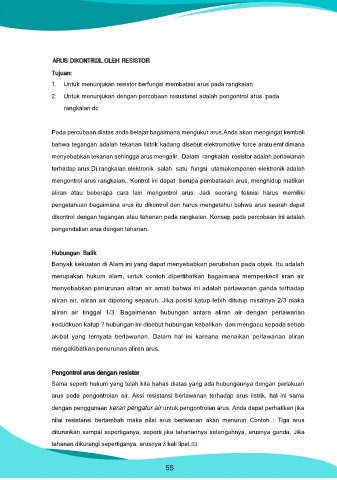 ARUS DIKONTROL OLEH RESISTOR
Tujuan:
1. Untuk menunjukan resistor berfungsi membatasi arus pada rangkaian
2. Untuk menunjukan dengan percobaan resustansi adalah pengontrol arus pada
rangkaian dc
Pada percubaan diatas anda belajar bagaimana mengukur arus.Anda akan mengingat kembali
bahwa tegangan adalah tekanan listrik kadang disebut elektromotive force aratu emf dimana
menyebabkan tekanan sehingga arus mengalir. Dalam rangkaian resistor adalah perlawanan
terhadap arus Di rangkaian elektronik salah satu fungsi utamakomponen elektronik adalah
mengontrol arus rangkaian. Kontrol ini dapat berupa pembatasan arus, menghidup matikan
aliran atau beberapa cara lain mengontrol arus. Jadi seorang teknisi harus memiliki
pengetahuan bagaimana arus itu dikontrol dan harus mengetahui bahwa arus searah dapat
dikontrol dengan tegangan atau tahanan pada rangkaian. Konsep pada percobaan ini adalah
pengendalian arus dengan tahanan.
Hubungan Balik
Banyak kekuatan di Alam ini yang dapat menyebabkan perubahan pada objek. Itu adalah
merupakan hukum alam, untuk contoh diperlihatkan bagaimana memperkecil kran air
menyebabkan penurunan aliran air amati bahwa ini adalah perlawanan ganda terhadap
aliran air, aliran air dipotong separuh. Jika posisi katup lebih ditutup misalnya 2/3 maka
aliran air tinggal 1/3. Bagaimanan hubungan antara aliran air dengan perlawanan
kedudkuan katup ? hubungan ini disebut hubungan kebalikan dan mengacu kepada sebab
akibat yang ternyata berlawanan. Dalam hal ini kareana menaikan perlawanan aliran
mengakibatkan penurunan aliran arus.
Pengontrol arus dengan resistor
Sama seperti hukum yang telah kita bahas diatas yang ada hubungannya dengan perlakuan
arus pada pengontrolan air. Aksi resistansi berlawanan terhadap arus listrik, hal ini sama
dengan penggunaan keran pengatur air untuk pengontrolan arus. Anda dapat perhatikan jika
nilai resistansi bertambah maka nilai arus berlwanan akan menurun Contoh : Tiga arus
diturunkan sampai sepertiganya, seperti jika tahanannya setengahnya, arusnya ganda. Jika
tahanan dikurangi sepertiganya, arusnya 3 kali lipat.53
55